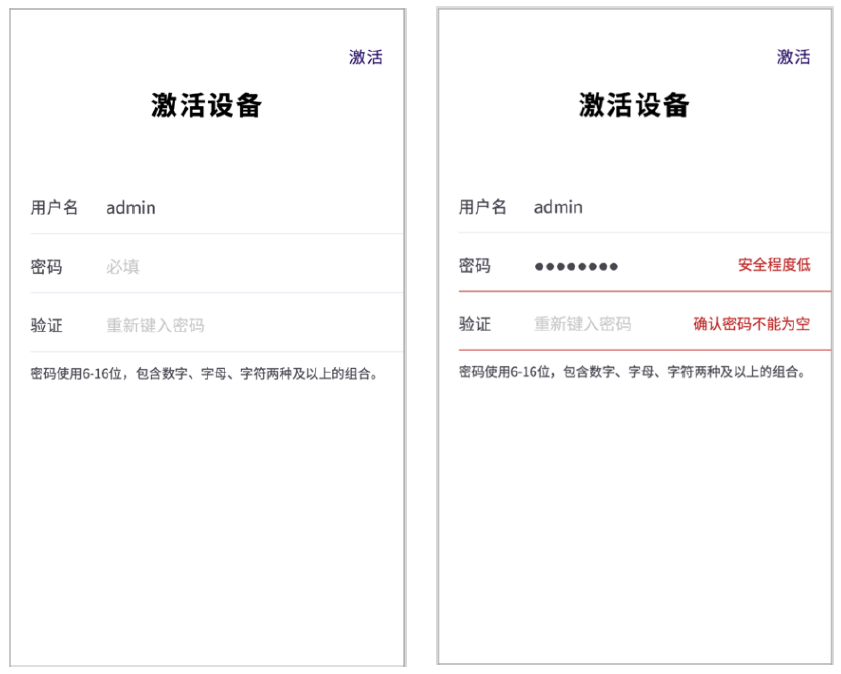 激活
激活设备
用户名 admin
密码 必填
验证 重新键入密码
密码使用6-16位，包含数字、字母、字符两种及以上的组合。
激活
激活设备
用户名 admin
密码 ●●●●●●●● 安全程度低
验证 重新键入密码 确认密码不能为空
密码使用6-16位，包含数字、字母、字符两种及以上的组合。